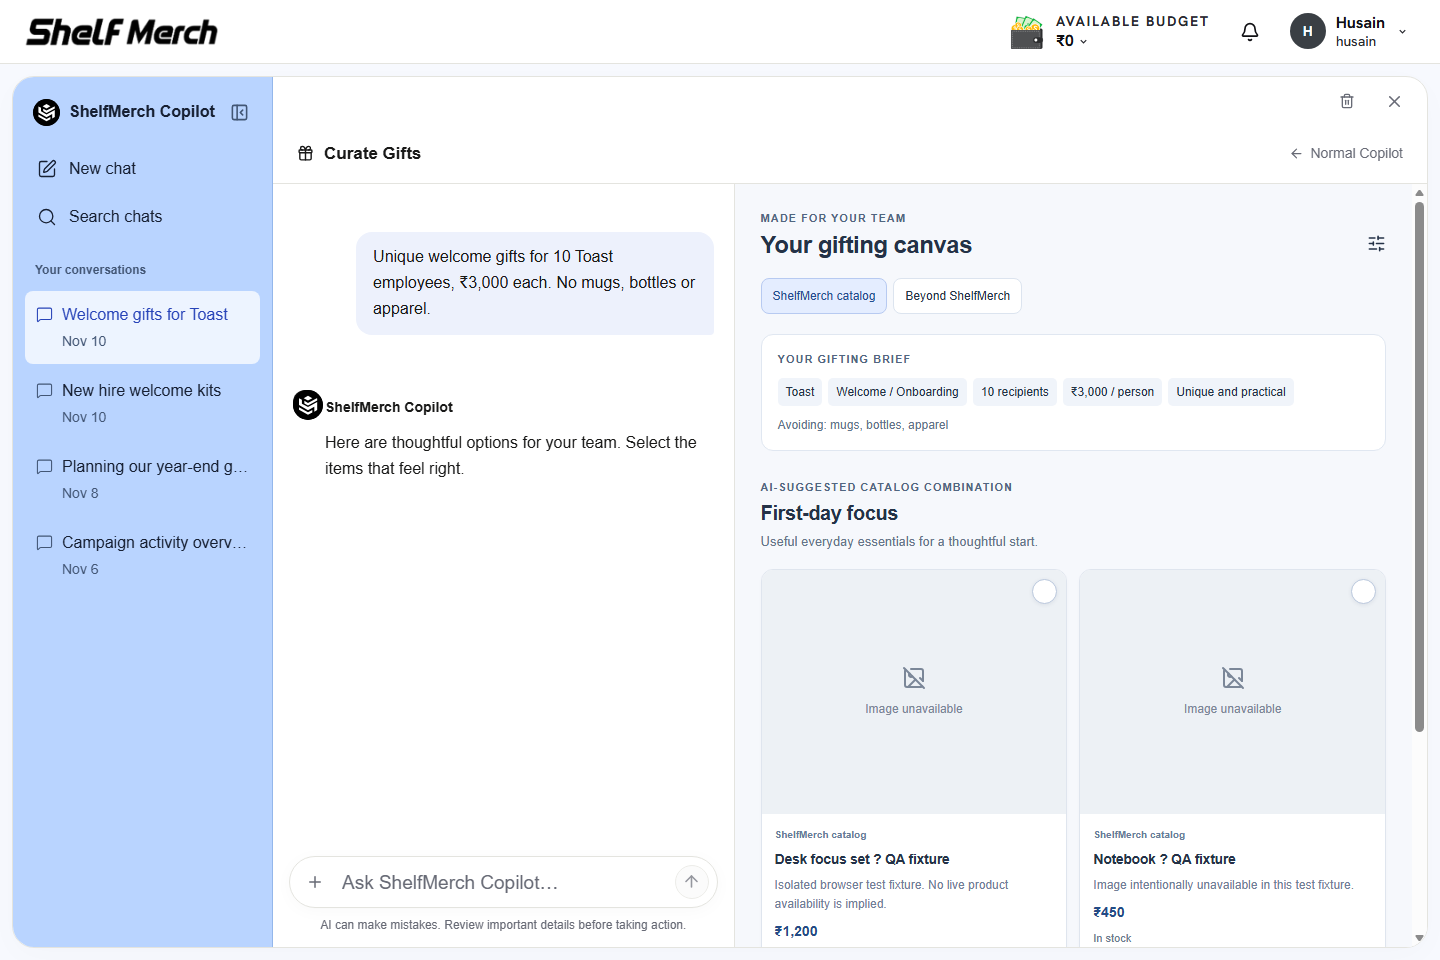 Shelf Merch
AVAILABLE BUDGET
₹0
H
Husain
husain
ShelfMerch Copilot
New chat
Search chats
Your conversations
Welcome gifts for Toast
Nov 10
New hire welcome kits
Nov 10
Planning our year-end g...
Nov 8
Campaign activity overv...
Nov 6
Curate Gifts
Normal Copilot
Unique welcome gifts for 10 Toast
employees, ₹3,000 each. No mugs, bottles or
apparel.
ShelfMerch Copilot
Here are thoughtful options for your team. Select the
items that feel right.
Ask ShelfMerch Copilot...
AI can make mistakes. Review important details before taking action.
MADE FOR YOUR TEAM
Your gifting canvas
ShelfMerch catalog
Beyond ShelfMerch
YOUR GIFTING BRIEF
Toast
Welcome / Onboarding
10 recipients
₹3,000 / person
Unique and practical
Avoiding: mugs, bottles, apparel
AI-SUGGESTED CATALOG COMBINATION
First-day focus
Useful everyday essentials for a thoughtful start.
Image unavailable
ShelfMerch catalog
Desk focus set ? QA fixture
Isolated browser test fixture. No live product
availability is implied.
₹1,200
Image unavailable
ShelfMerch catalog
Notebook ? QA fixture
Image intentionally unavailable in this test fixture.
₹450
In stock